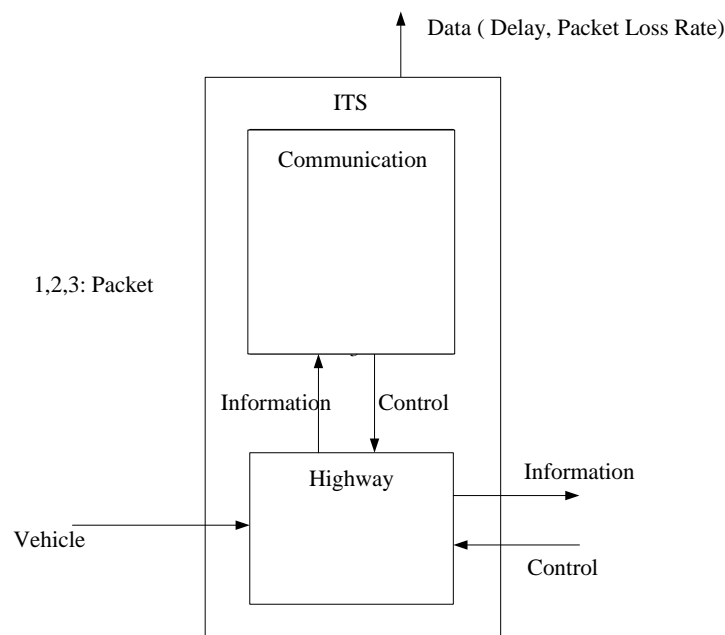 Data ( Delay, Packet Loss Rate)
ITS
Communication
1,2,3: Packet
Information
Control
Highway
Information
Vehicle
Control